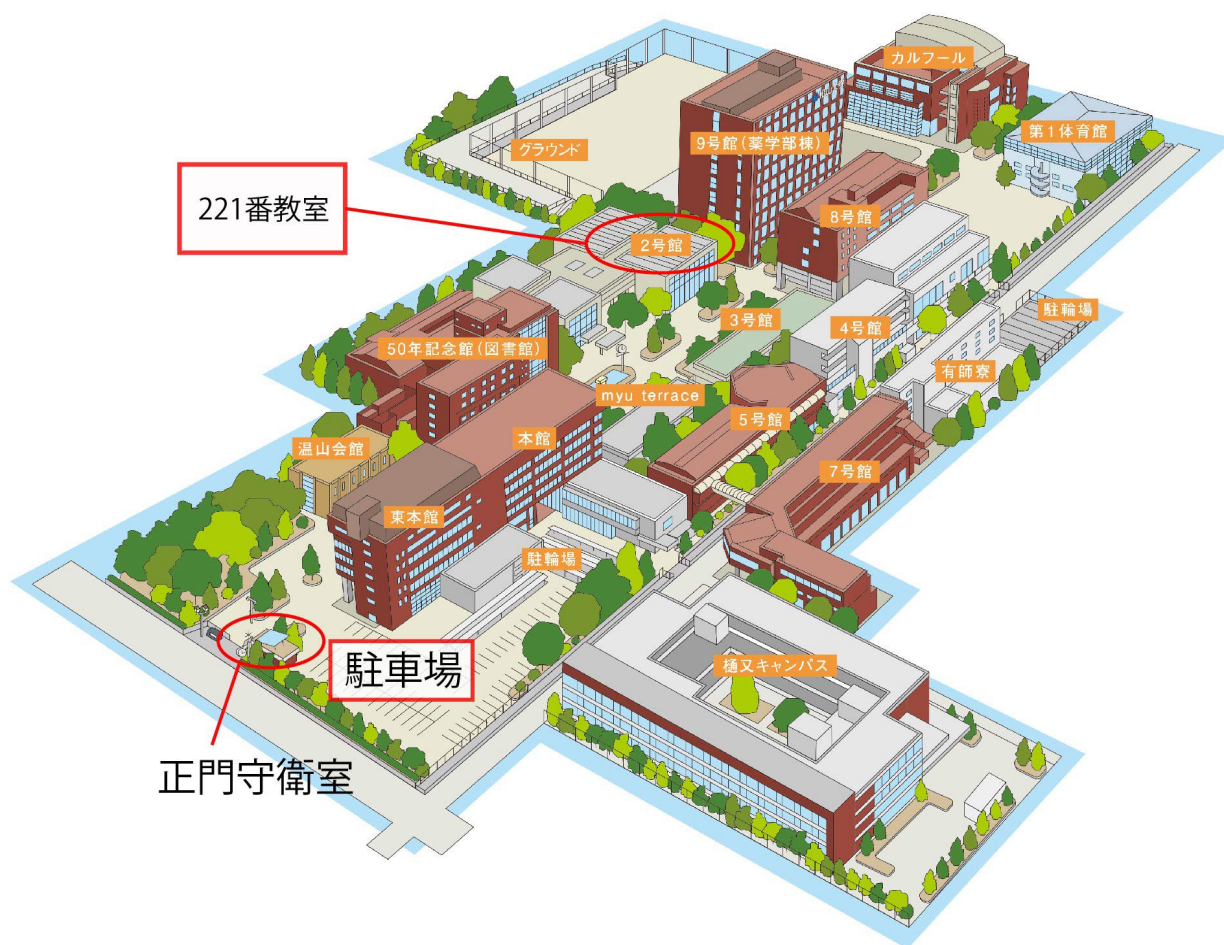 カルフール
第1体育館
9号館(薬学部棟)
グラウンド
221番教室
8号館
2号館
駐輪場
3号館
4号館
50年記念館(図書館)
有師寮
myu terrace
5号館
本館
温山会館
7号館
東本館
駐輪場
駐車場
樋又キャンパス
正門守衛室